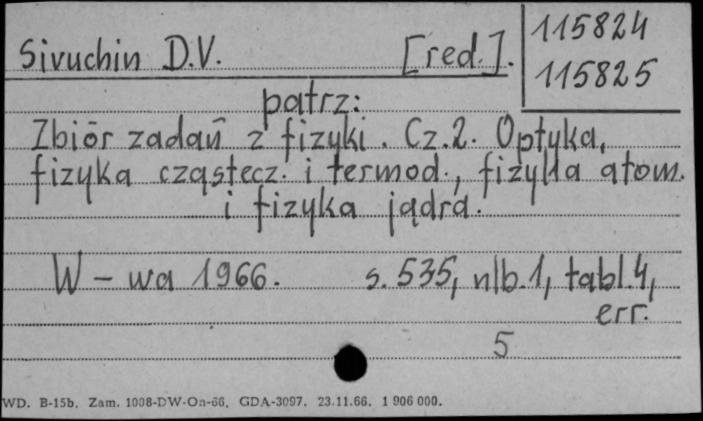 115824
Sivuchin D.V. [red.].
115825
patrz:
Zbiór zadań z fizyki. Cz.2. Optyka,
fizyka cząstecz. i termod., fizyka atom.
i fizyka jądra.
W-wa 1966. s. 535, nlb.1, tabl.4,
err.
5
WD. B-15b. Zam. 1008-DW-On-66. GDA-3097. 23.11.66. 1 906 000.